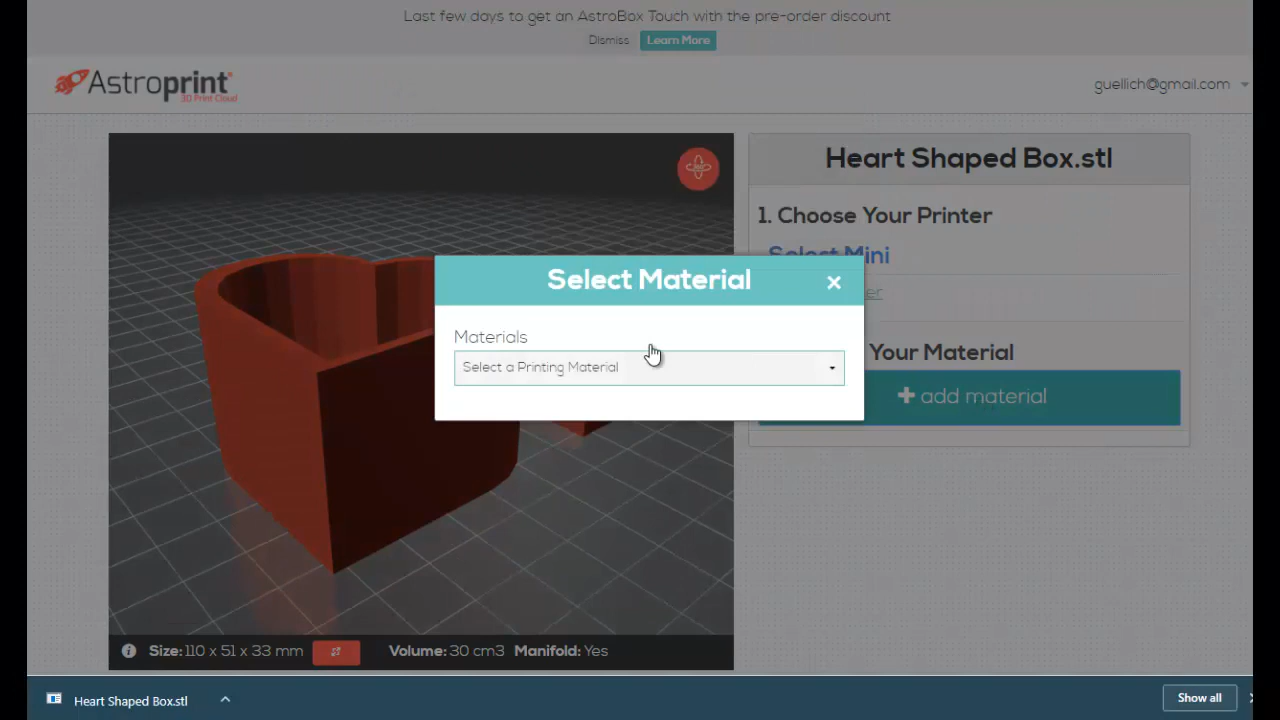 Last few days to get an AstroBox Touch with the pre-order discount
Dismiss Learn More
Astroprint
3D Print Cloud
guellich@gmail.com
Heart Shaped Box.stl
1. Choose Your Printer
Select Mini
Select Material
Materials
Select a Printing Material
Your Material
+ add material
Size: 110 x 51 x 33 mm Volume: 30 cm3 Manifold: Yes
Heart Shaped Box.stl
Show all